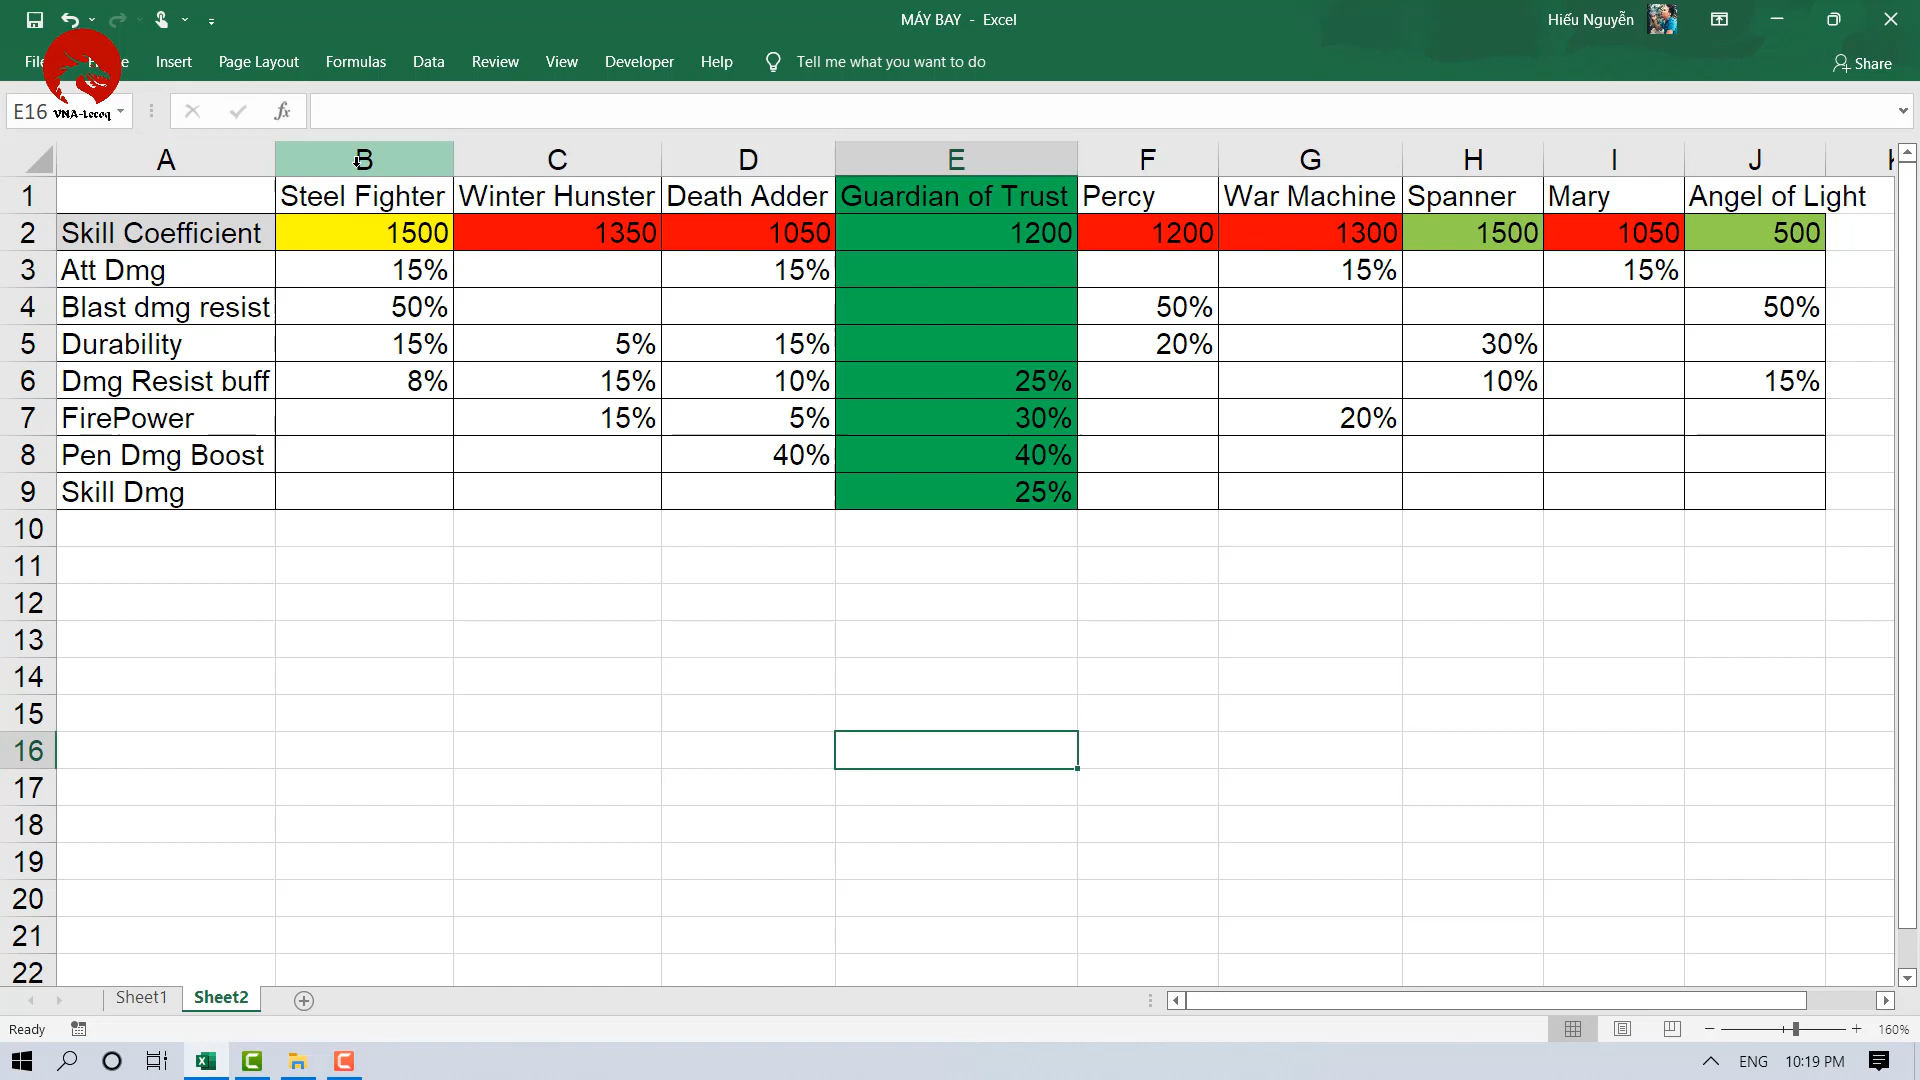 MÁY BAY - Excel
Hiếu Nguyễn
File Home Insert Page Layout Formulas Data Review View Developer Help Tell me what you want to do
Share
E16
VNA-Lecoq
fx
A B C D E F G H I J K
1 Steel Fighter Winter Hunster Death Adder Guardian of Trust Percy War Machine Spanner Mary Angel of Light
2 Skill Coefficient 1500 1350 1050 1200 1200 1300 1500 1050 500
3 Att Dmg 15% 15% 15% 15%
4 Blast dmg resist 50% 50% 50%
5 Durability 15% 5% 15% 20% 30%
6 Dmg Resist buff 8% 15% 10% 25% 10% 15%
7 FirePower 15% 5% 30% 20%
8 Pen Dmg Boost 40% 40%
9 Skill Dmg 25%
10
11
12
13
14
15
16
17
18
19
20
21
22
Sheet1 Sheet2
Ready
160%
ENG 10:19 PM